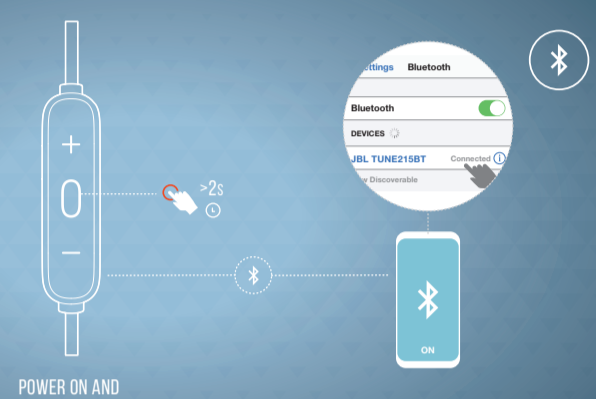 ettings Bluetooth
Bluetooth
DEVICES
JBL TUNE215BT Connected
w Discoverable
+
>2s
−
ON
POWER ON AND